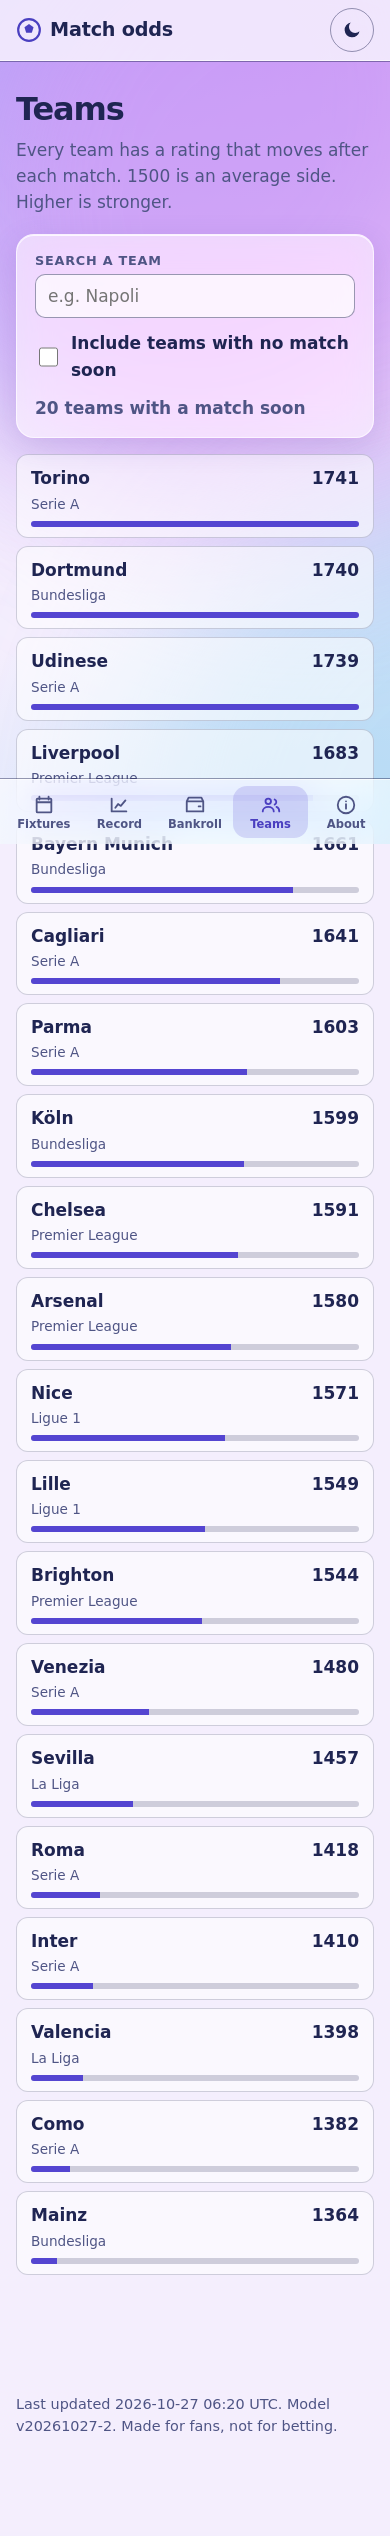 Match odds
Teams
Every team has a rating that moves after
each match. 1500 is an average side.
Higher is stronger.
SEARCH A TEAM
e.g. Napoli
Include teams with no match
soon
20 teams with a match soon
Torino 1741
Serie A
Dortmund 1740
Bundesliga
Udinese 1739
Serie A
Liverpool 1683
Premier League
Fixtures Record Bankroll Teams About
Bayern Munich 1661
Bundesliga
Cagliari 1641
Serie A
Parma 1603
Serie A
Köln 1599
Bundesliga
Chelsea 1591
Premier League
Arsenal 1580
Premier League
Nice 1571
Ligue 1
Lille 1549
Ligue 1
Brighton 1544
Premier League
Venezia 1480
Serie A
Sevilla 1457
La Liga
Roma 1418
Serie A
Inter 1410
Serie A
Valencia 1398
La Liga
Como 1382
Serie A
Mainz 1364
Bundesliga
Last updated 2026-10-27 06:20 UTC. Model
v20261027-2. Made for fans, not for betting.